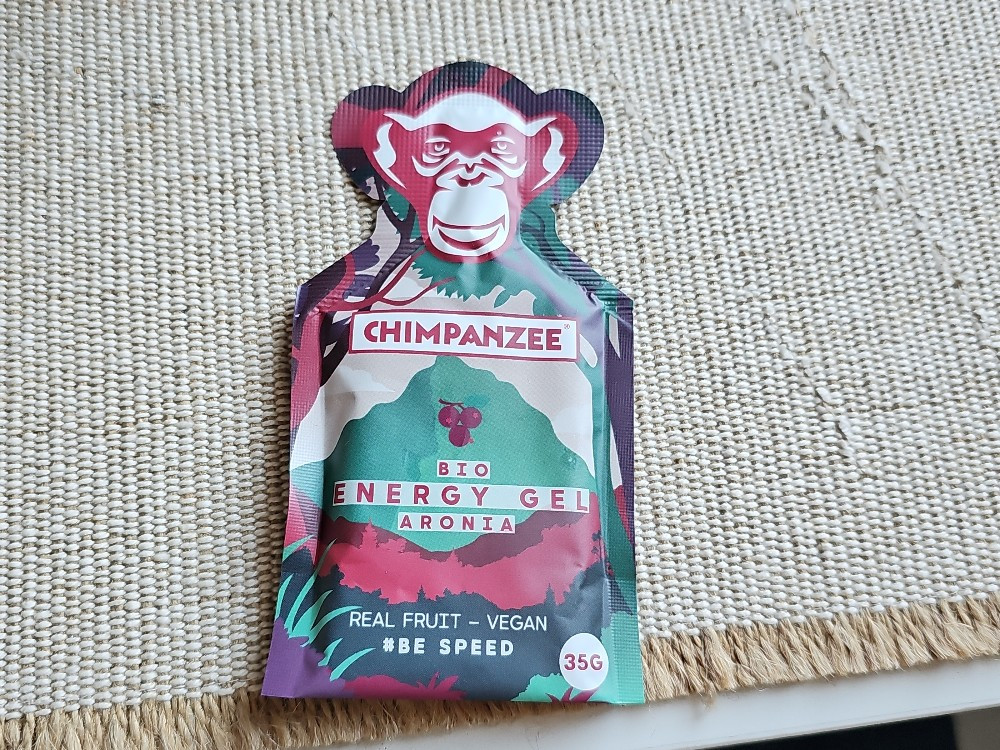 CHIMPANZEE®
BIO
ENERGY GEL
ARONIA
REAL FRUIT – VEGAN
#BE SPEED
35G